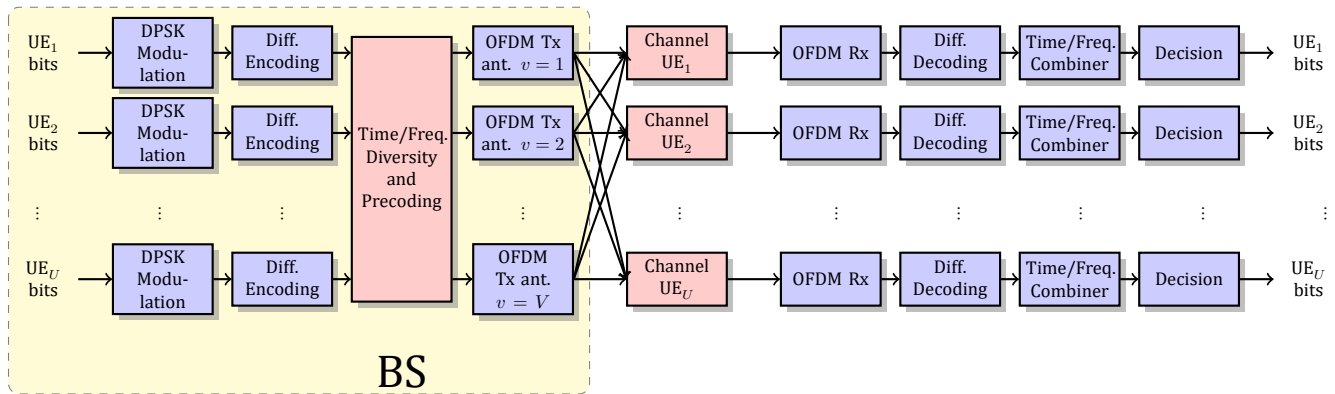 UE₁
bits
DPSK
Modu-
lation
Diff.
Encoding
OFDM Tx
ant. v = 1
Channel
UE₁
OFDM Rx
Diff.
Decoding
Time/Freq.
Combiner
Decision
UE₁
bits
UE₂
bits
DPSK
Modu-
lation
Diff.
Encoding
Time/Freq.
Diversity
and
Precoding
OFDM Tx
ant. v = 2
Channel
UE₂
OFDM Rx
Diff.
Decoding
Time/Freq.
Combiner
Decision
UE₂
bits
⋮ ⋮ ⋮ ⋮ ⋮ ⋮ ⋮ ⋮ ⋮ ⋮
UE_U
bits
DPSK
Modu-
lation
Diff.
Encoding
OFDM
Tx ant.
v = V
Channel
UE_U
OFDM Rx
Diff.
Decoding
Time/Freq.
Combiner
Decision
UE_U
bits
BS